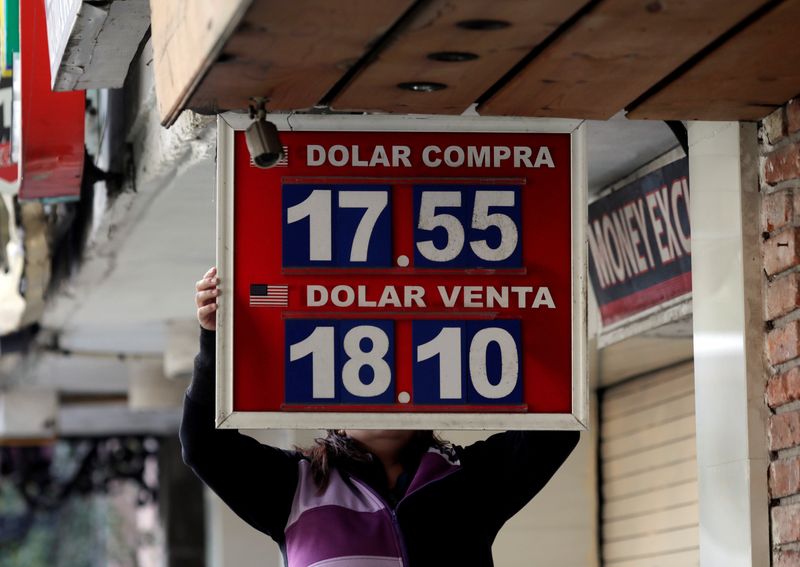 DOLAR COMPRA
17.55
DOLAR VENTA
18.10
MONEY EXC